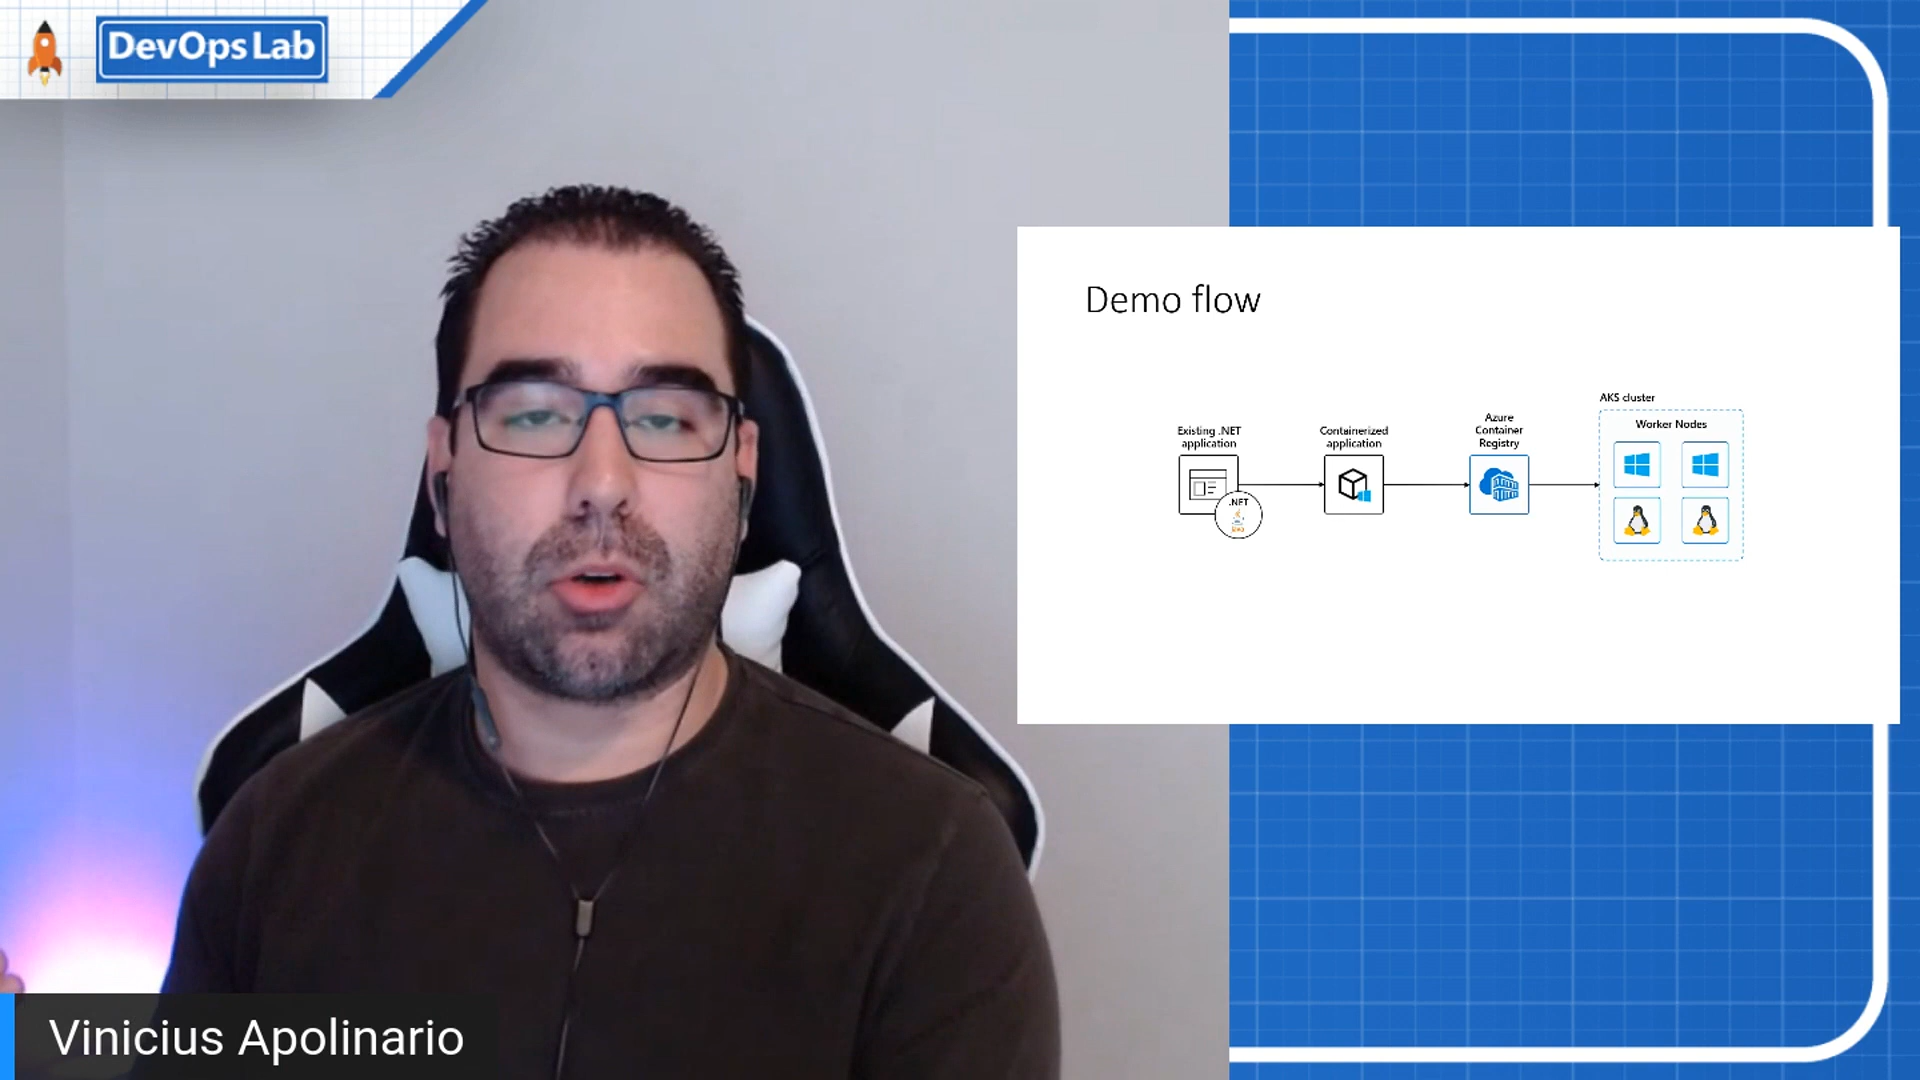 DevOps Lab
Demo flow
Existing .NET
application
.NET
Java
Containerized
application
Azure
Container
Registry
AKS cluster
Worker Nodes
Vinicius Apolinario